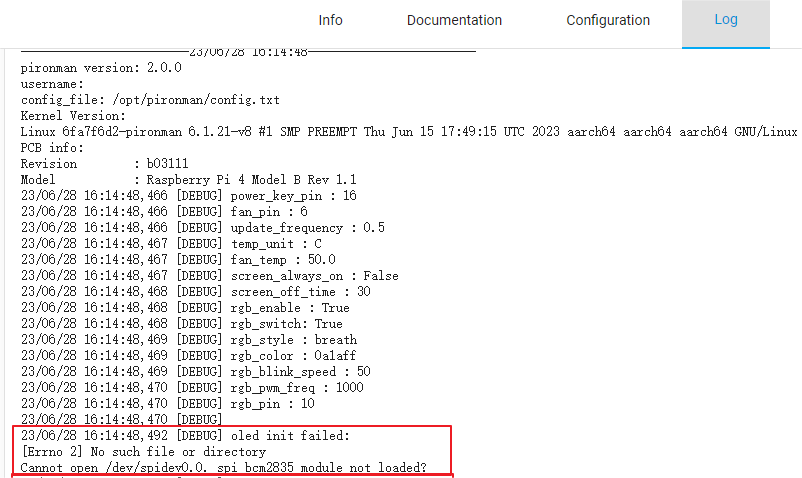 Info Documentation Configuration Log
23/06/28 16:14:48
pironman version: 2.0.0
username:
config_file: /opt/pironman/config.txt
Kernel Version:
Linux 6fa7f6d2-pironman 6.1.21-v8 #1 SMP PREEMPT Thu Jun 15 17:49:15 UTC 2023 aarch64 aarch64 aarch64 GNU/Linux
PCB info:
Revision : b03111
Model : Raspberry Pi 4 Model B Rev 1.1
23/06/28 16:14:48,466 [DEBUG] power_key_pin : 16
23/06/28 16:14:48,466 [DEBUG] fan_pin : 6
23/06/28 16:14:48,466 [DEBUG] update_frequency : 0.5
23/06/28 16:14:48,467 [DEBUG] temp_unit : C
23/06/28 16:14:48,467 [DEBUG] fan_temp : 50.0
23/06/28 16:14:48,467 [DEBUG] screen_always_on : False
23/06/28 16:14:48,468 [DEBUG] screen_off_time : 30
23/06/28 16:14:48,468 [DEBUG] rgb_enable : True
23/06/28 16:14:48,468 [DEBUG] rgb_switch: True
23/06/28 16:14:48,469 [DEBUG] rgb_style : breath
23/06/28 16:14:48,469 [DEBUG] rgb_color : 0a1aff
23/06/28 16:14:48,469 [DEBUG] rgb_blink_speed : 50
23/06/28 16:14:48,470 [DEBUG] rgb_pwm_freq : 1000
23/06/28 16:14:48,470 [DEBUG] rgb_pin : 10
23/06/28 16:14:48,470 [DEBUG]
23/06/28 16:14:48,492 [DEBUG] oled init failed:
[Errno 2] No such file or directory
Cannot open /dev/spidev0.0. spi_bcm2835 module not loaded?